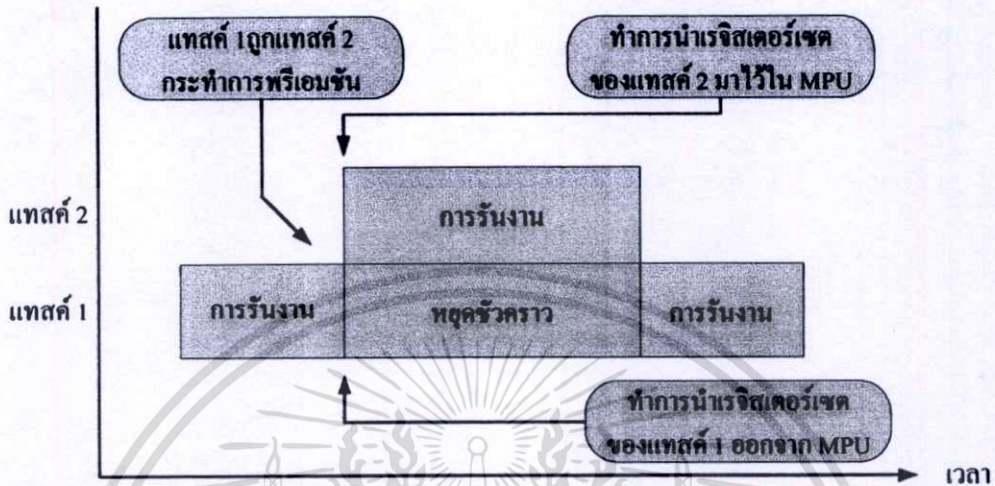 แทสค์ 1ถูกแทสค์ 2
กระทำการพรีเอมชัน
ทำการนำเรจิสเตอร์เซต
ของแทสค์ 2 มาไว้ใน MPU
แทสค์ 2
การรันงาน
แทสค์ 1
การรันงาน
หยุดชั่วคราว
การรันงาน
ทำการนำเรจิสเตอร์เซต
ของแทสค์ 1 ออกจาก MPU
เวลา